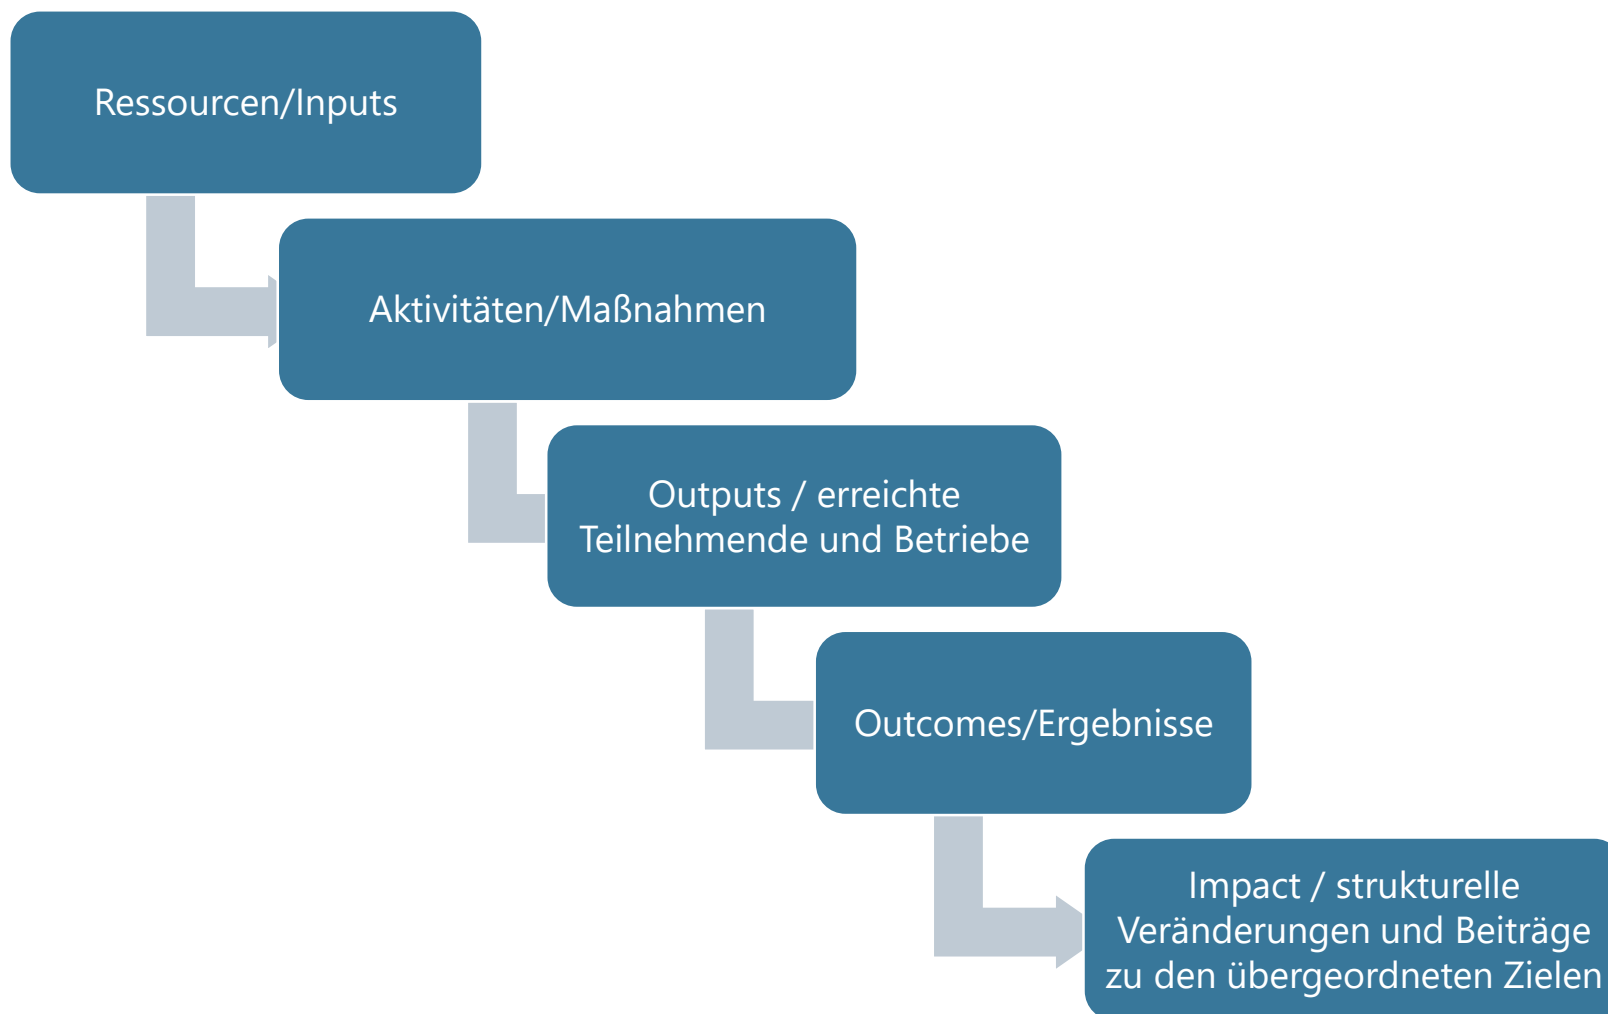 Ressourcen/Inputs
Aktivitäten/Maßnahmen
Outputs / erreichte
Teilnehmende und Betriebe
Outcomes/Ergebnisse
Impact / strukturelle
Veränderungen und Beiträge
zu den übergeordneten Zielen